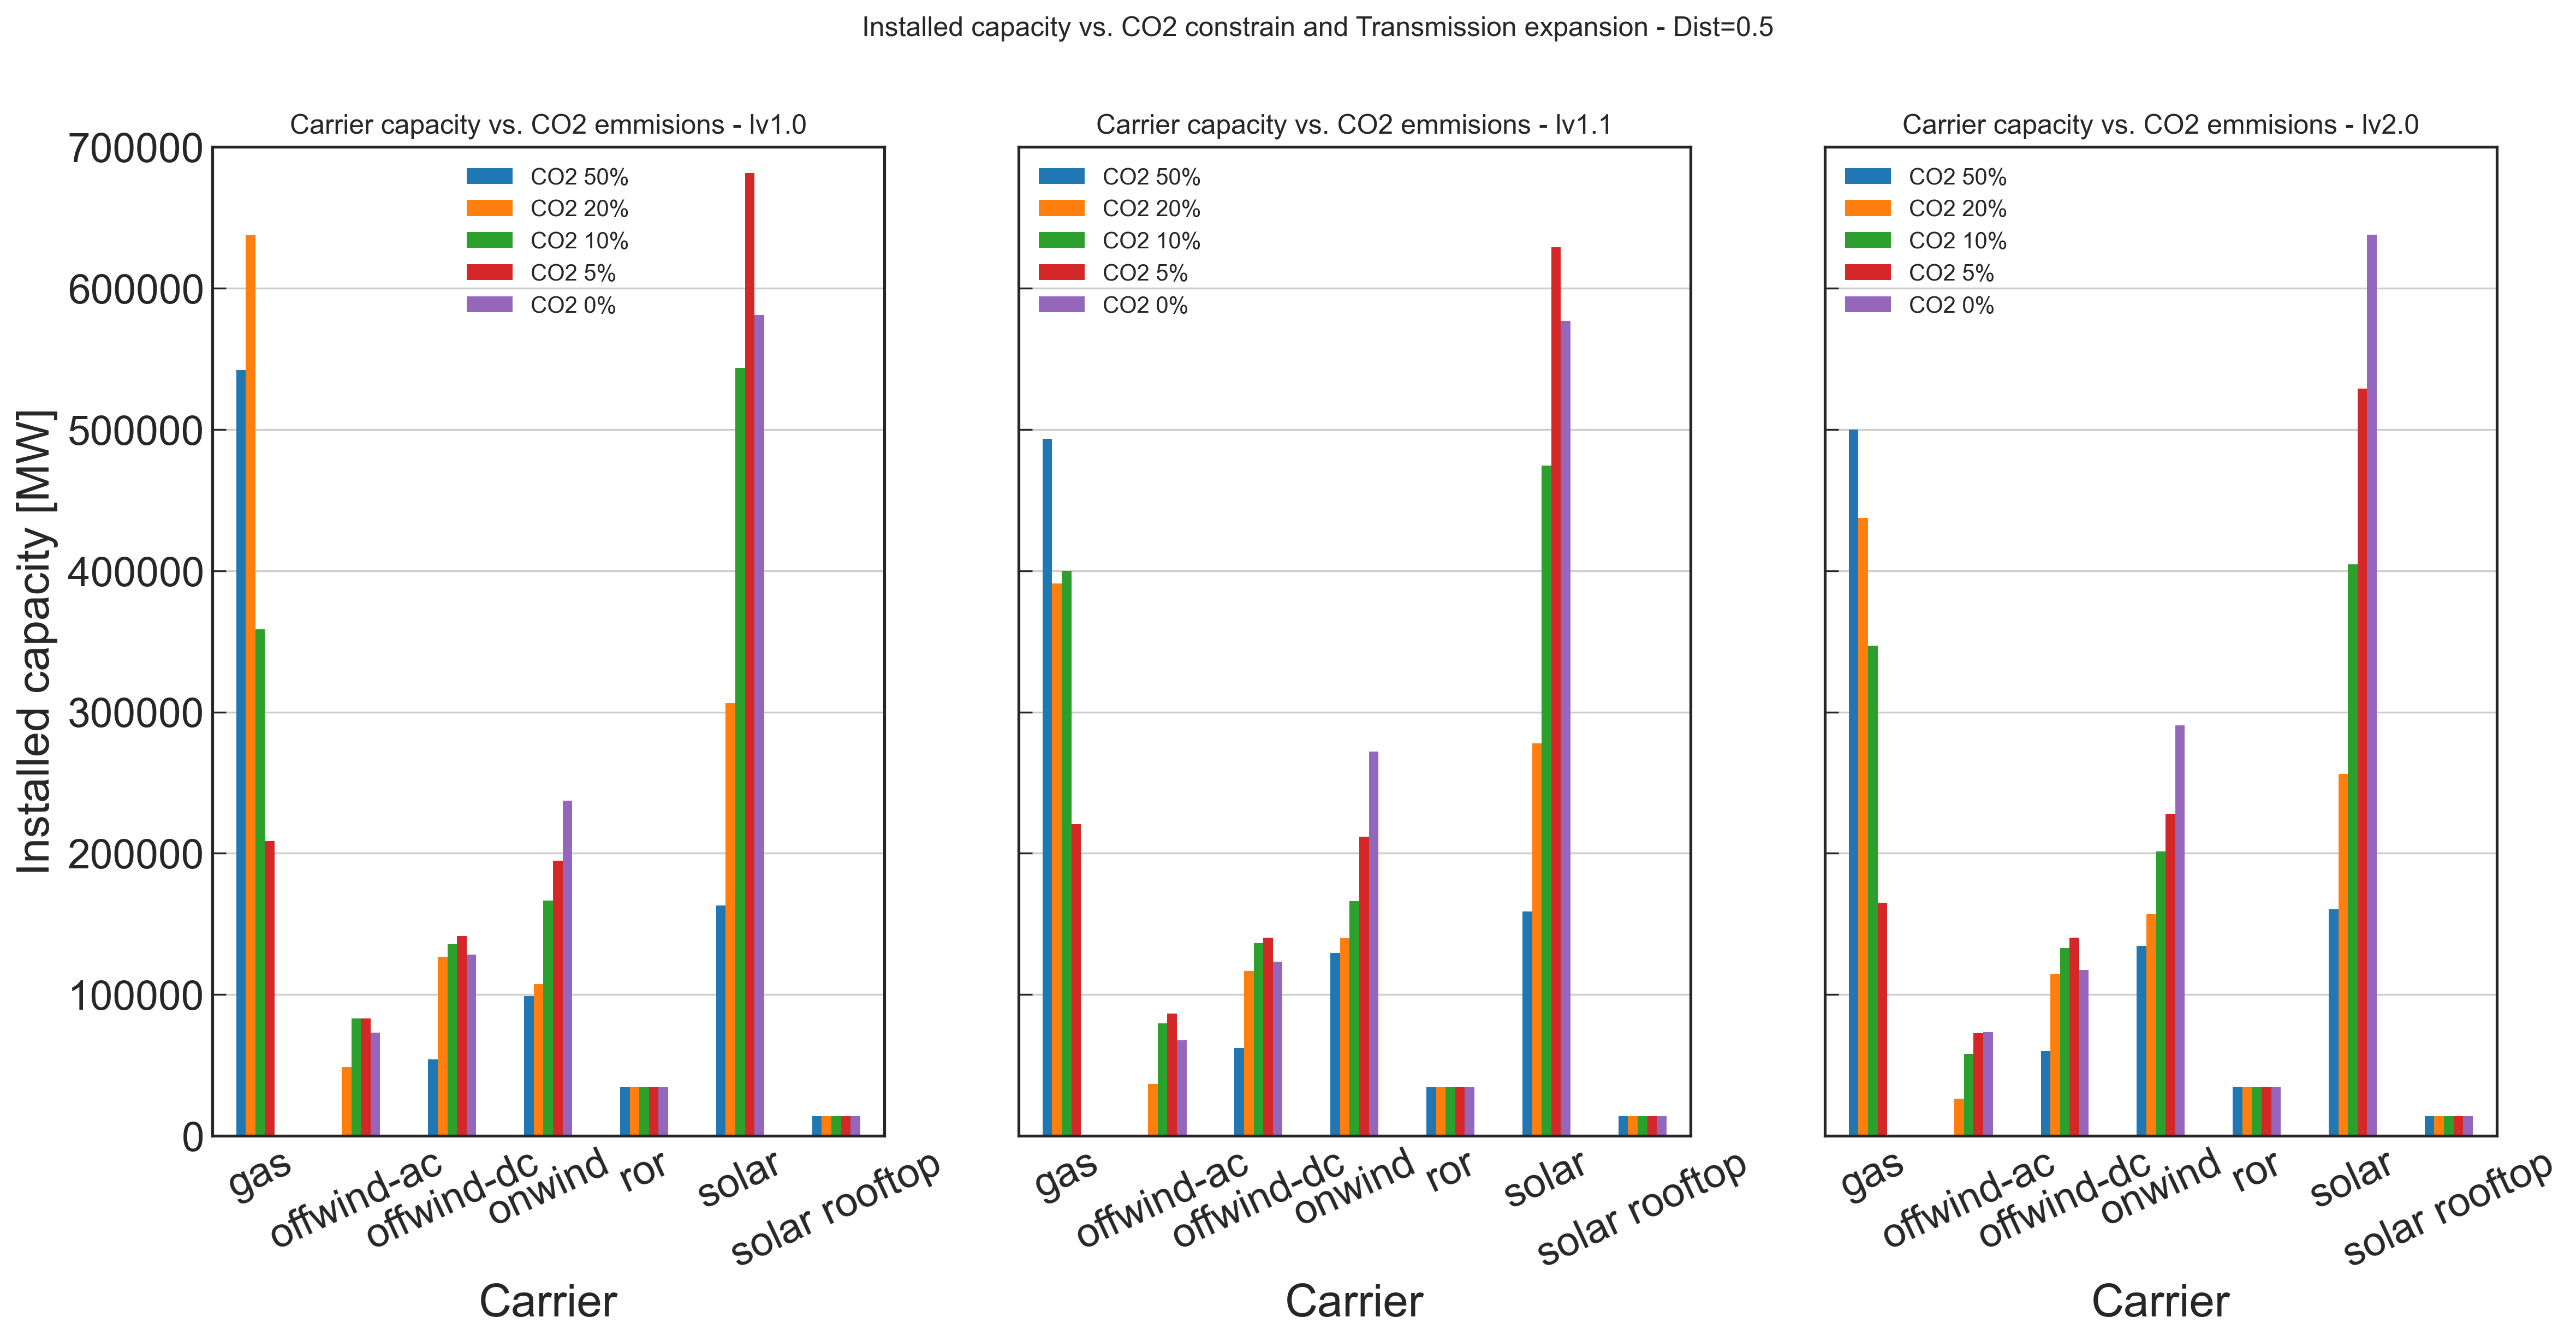 Installed capacity vs. CO2 constrain and Transmission expansion - Dist=0.5
Carrier capacity vs. CO2 emmisions - lv1.0
Installed capacity [MW]
700000
600000
500000
400000
300000
200000
100000
0
CO2 50%
CO2 20%
CO2 10%
CO2 5%
CO2 0%
gas
offwind-ac
offwind-dc
onwind
ror
solar
solar rooftop
Carrier
Carrier capacity vs. CO2 emmisions - lv1.1
CO2 50%
CO2 20%
CO2 10%
CO2 5%
CO2 0%
gas
offwind-ac
offwind-dc
onwind
ror
solar
solar rooftop
Carrier
Carrier capacity vs. CO2 emmisions - lv2.0
CO2 50%
CO2 20%
CO2 10%
CO2 5%
CO2 0%
gas
offwind-ac
offwind-dc
onwind
ror
solar
solar rooftop
Carrier